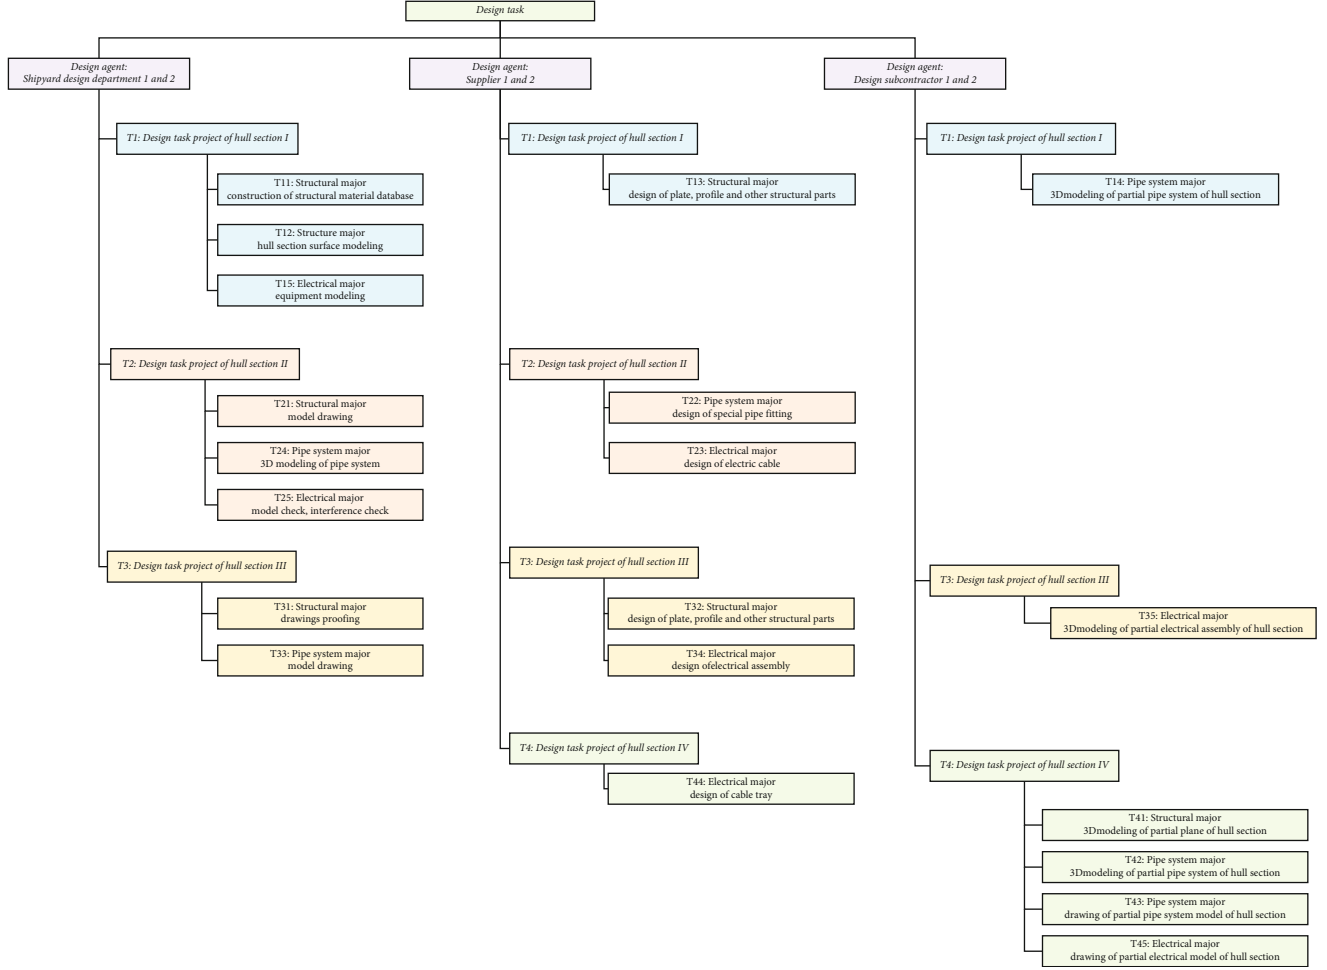 Design task
Design agent:
Shipyard design department 1 and 2
Design agent:
Supplier 1 and 2
Design agent:
Design subcontractor 1 and 2
T1: Design task project of hull section I
T11: Structural major
construction of structural material database
T12: Structure major
hull section surface modeling
T15: Electrical major
equipment modeling
T2: Design task project of hull section II
T21: Structural major
model drawing
T24: Pipe system major
3D modeling of pipe system
T25: Electrical major
model check, interference check
T3: Design task project of hull section III
T31: Structural major
drawings proofing
T33: Pipe system major
model drawing
T1: Design task project of hull section I
T13: Structural major
design of plate, profile and other structural parts
T2: Design task project of hull section II
T22: Pipe system major
design of special pipe fitting
T23: Electrical major
design of electric cable
T3: Design task project of hull section III
T32: Structural major
design of plate, profile and other structural parts
T34: Electrical major
design ofelectrical assembly
T4: Design task project of hull section IV
T44: Electrical major
design of cable tray
T1: Design task project of hull section I
T14: Pipe system major
3Dmodeling of partial pipe system of hull section
T3: Design task project of hull section III
T35: Electrical major
3Dmodeling of partial electrical assembly of hull section
T4: Design task project of hull section IV
T41: Structural major
3Dmodeling of partial plane of hull section
T42: Pipe system major
3Dmodeling of partial pipe system of hull section
T43: Pipe system major
drawing of partial pipe system model of hull section
T45: Electrical major
drawing of partial electrical model of hull section